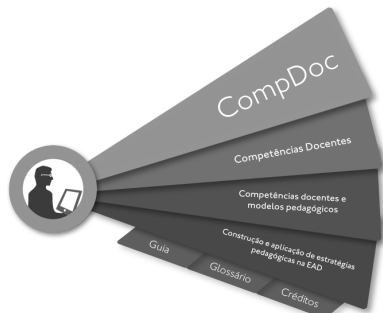 CompDoc
Competências Docentes
Competências docentes e
modelos pedagógicos
Construção e aplicação de estratégias
pedagógicas na EAD
Guia
Glossário
Créditos